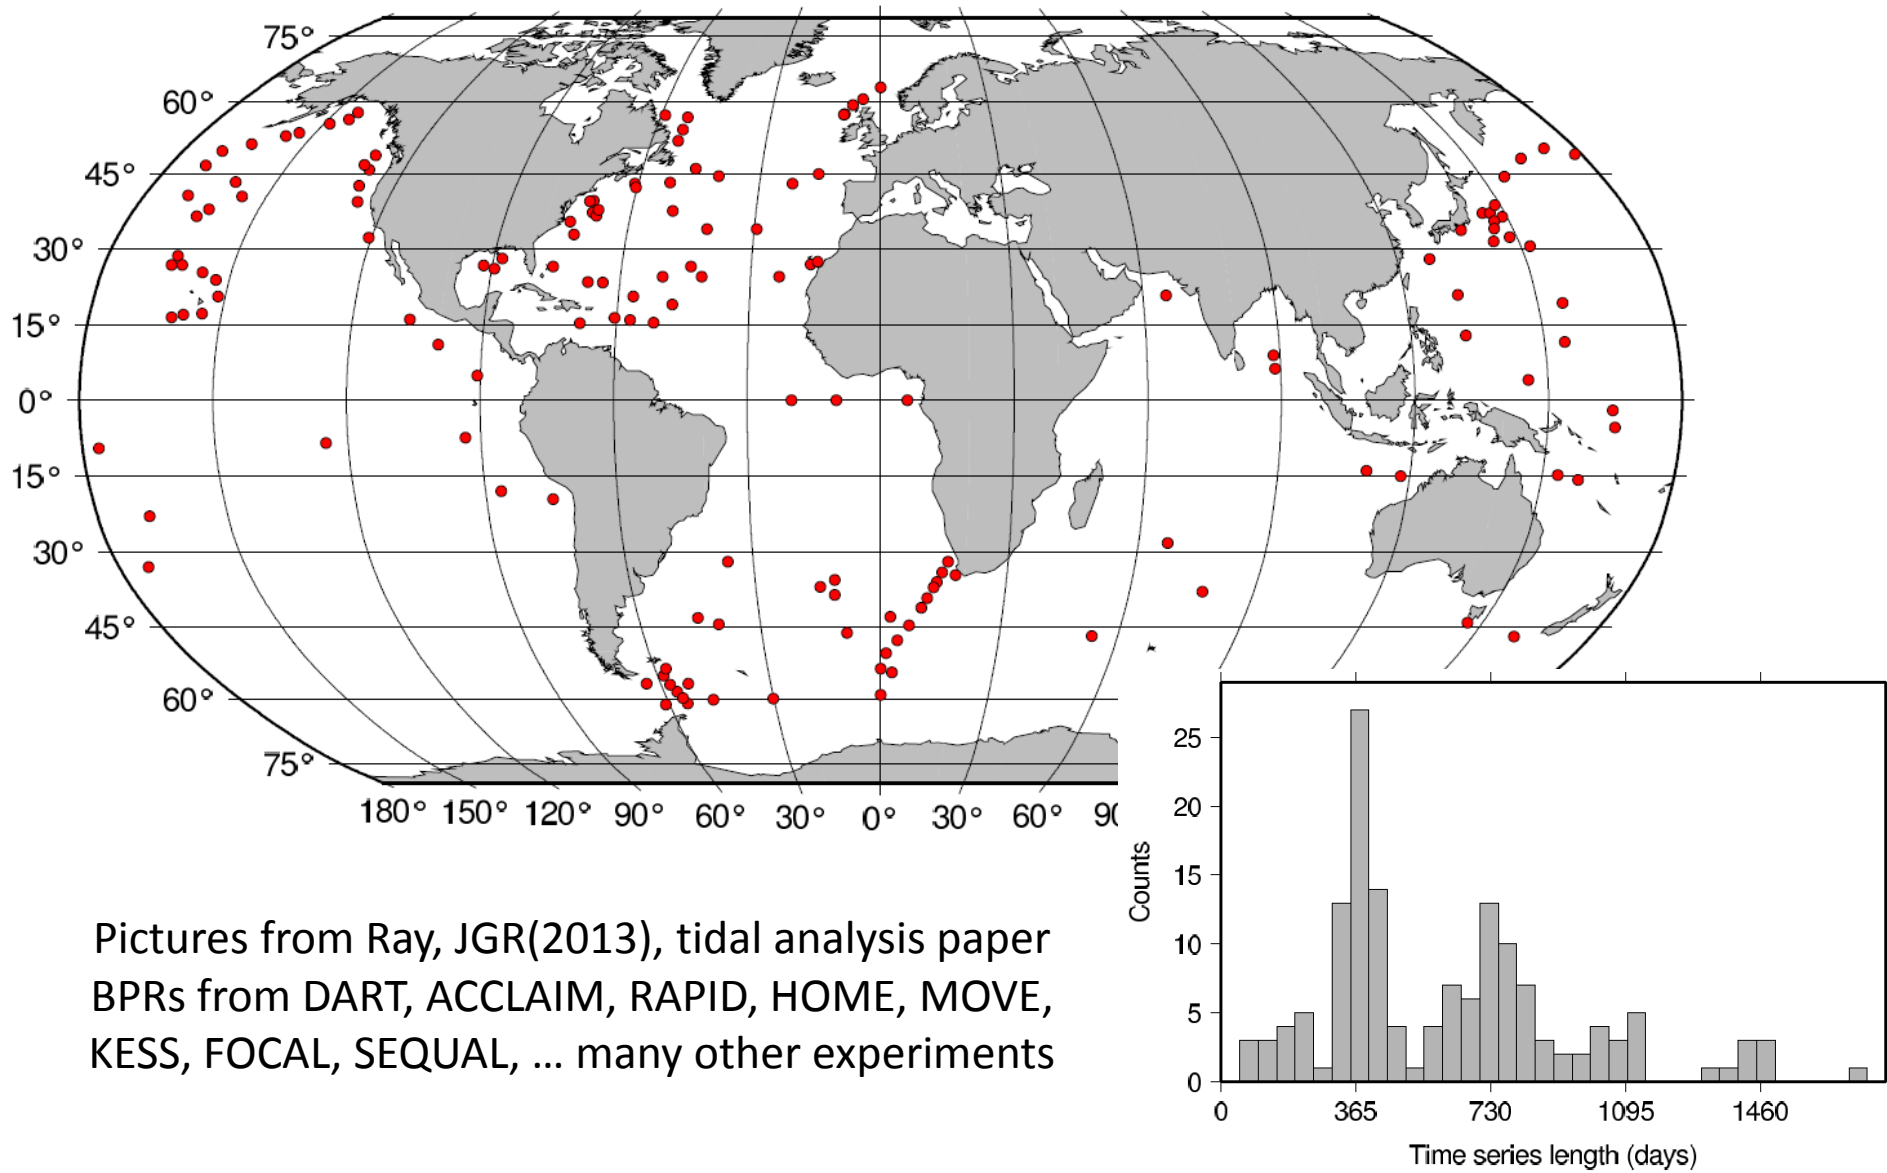 75°
60°
45°
30°
15°
0°
15°
30°
45°
60°
75°
180° 150° 120° 90° 60° 30° 0° 30° 60° 90
Counts
25
20
15
10
5
0
0 365 730 1095 1460
Time series length (days)
Pictures from Ray, JGR(2013), tidal analysis paper
BPRs from DART, ACCLAIM, RAPID, HOME, MOVE,
KESS, FOCAL, SEQUAL, … many other experiments